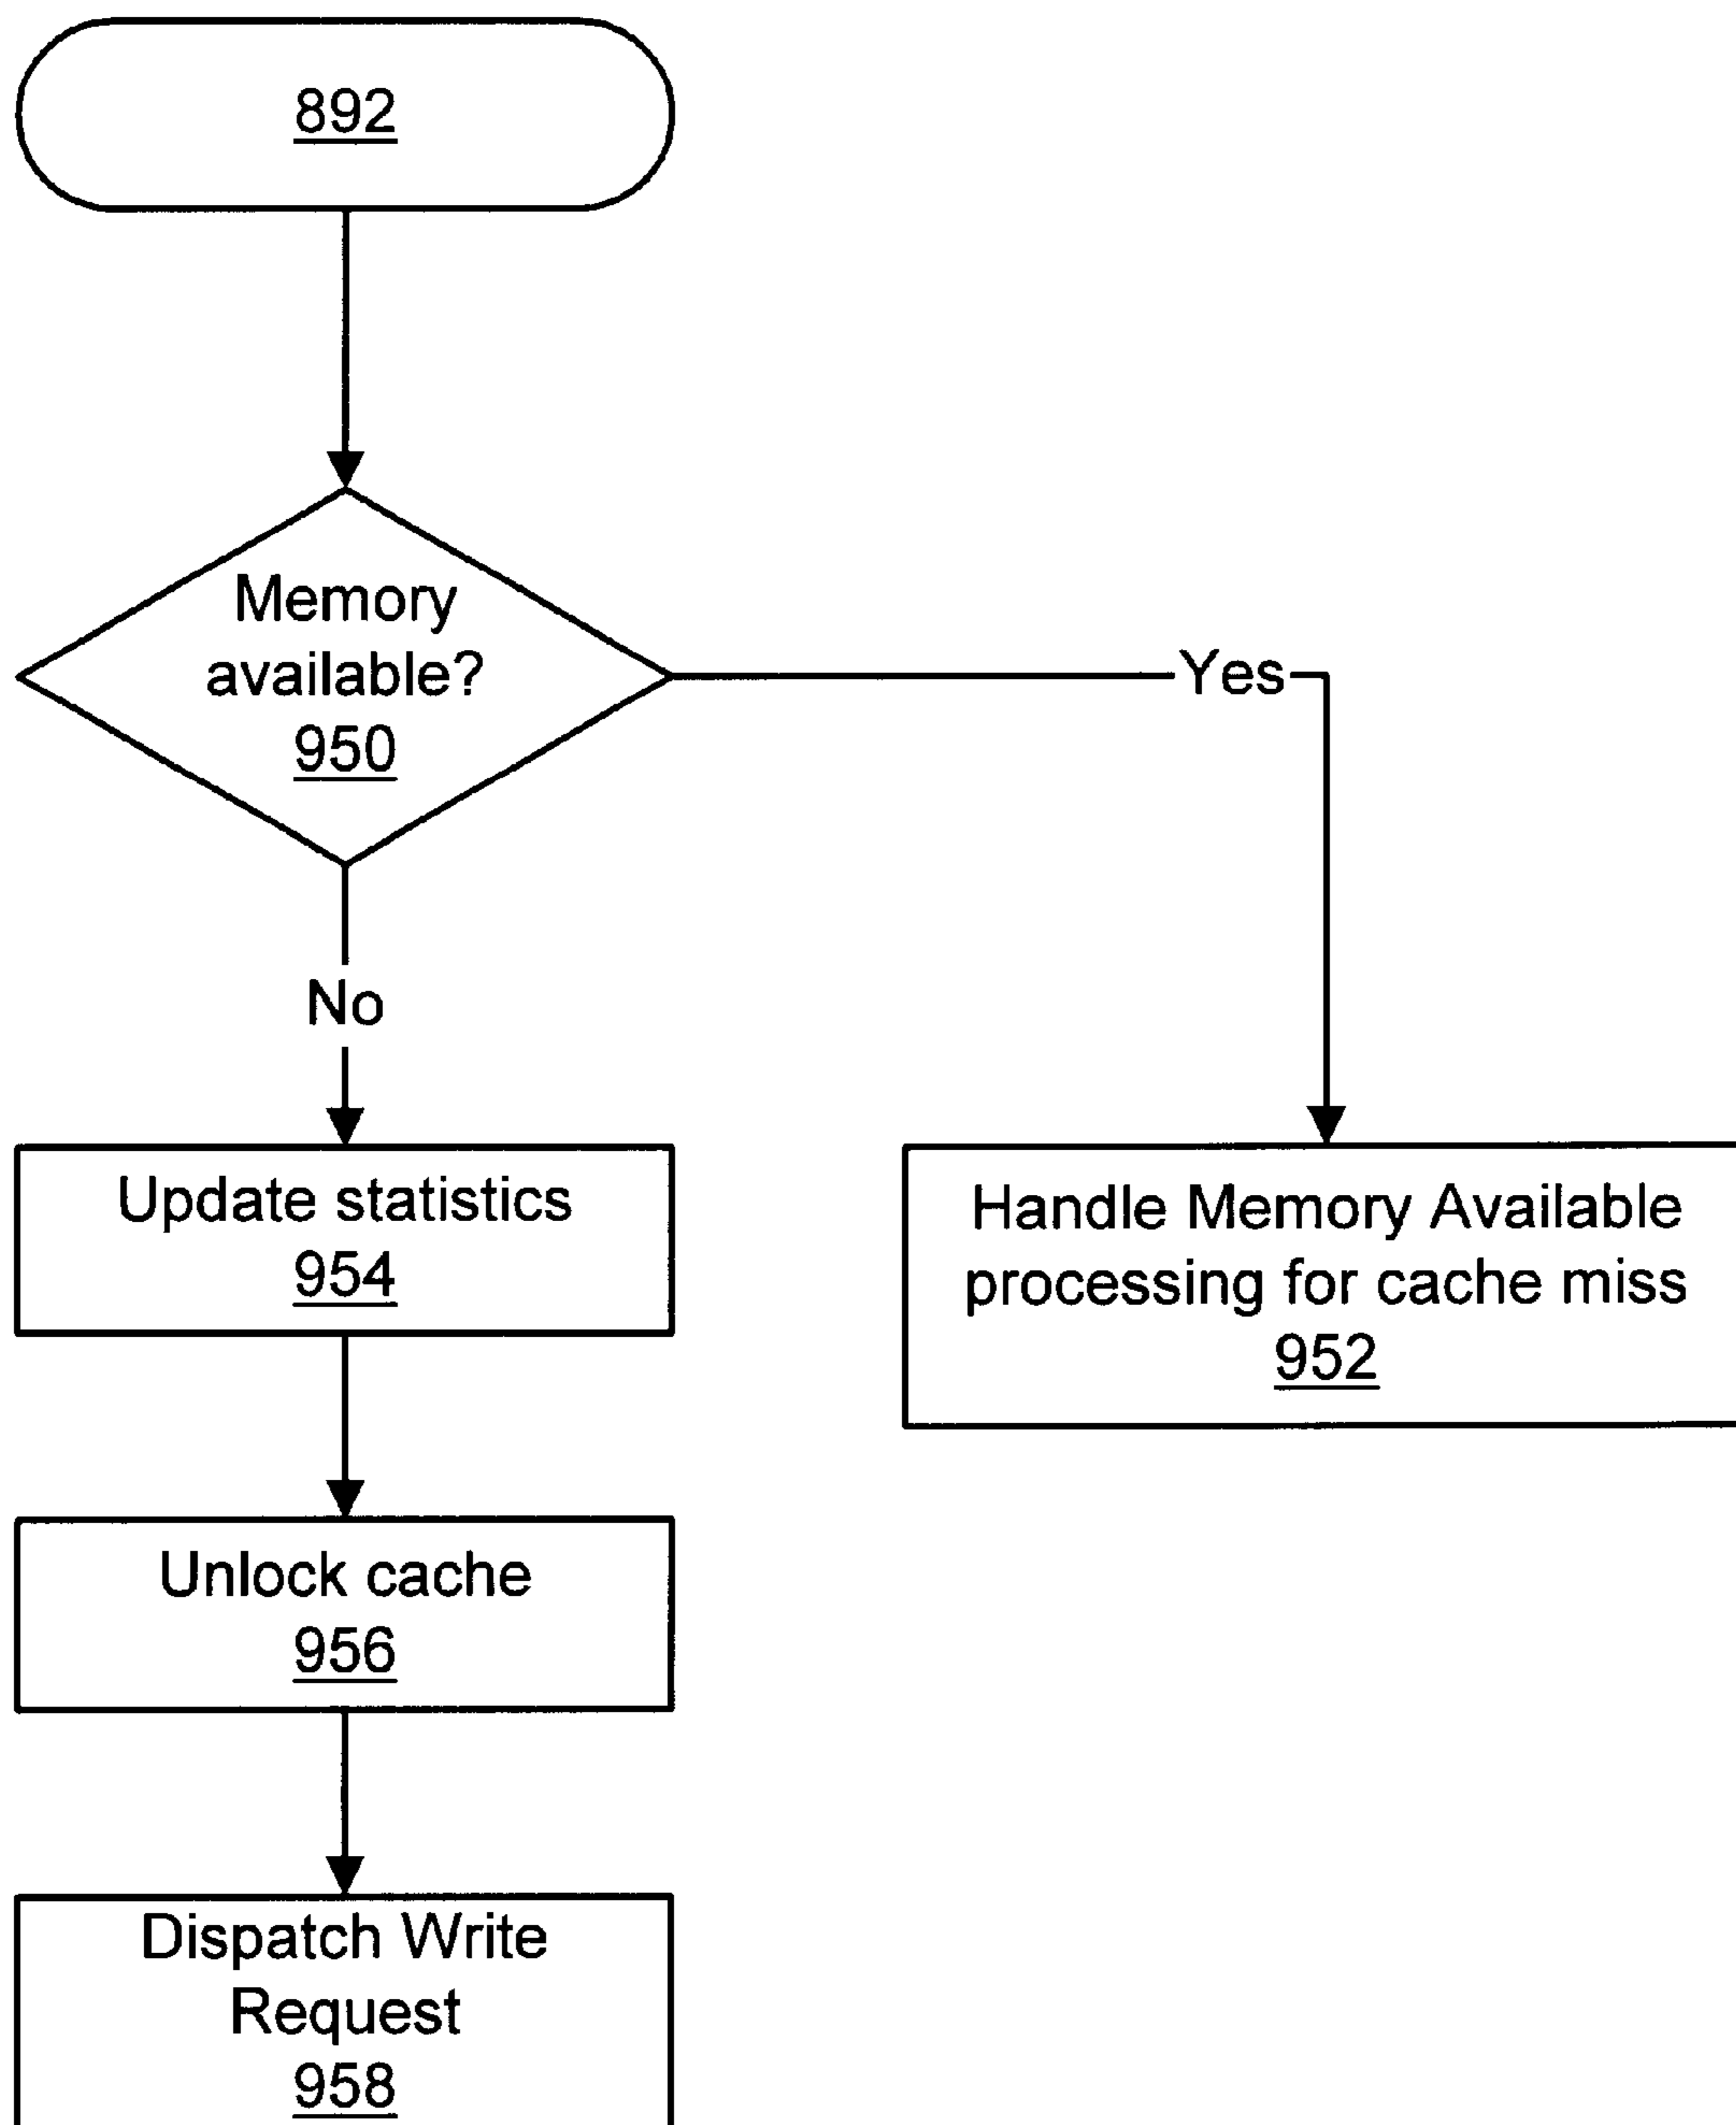 892
Memory
available?
950
Yes
No
Update statistics
954
Handle Memory Available
processing for cache miss
952
Unlock cache
956
Dispatch Write
Request
958